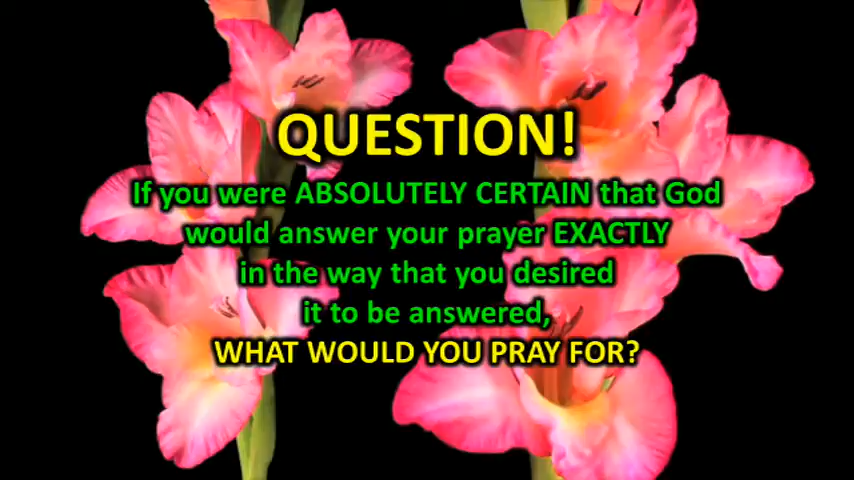 QUESTION!
If you were ABSOLUTELY CERTAIN that God
would answer your prayer EXACTLY
in the way that you desired
it to be answered,
WHAT WOULD YOU PRAY FOR?